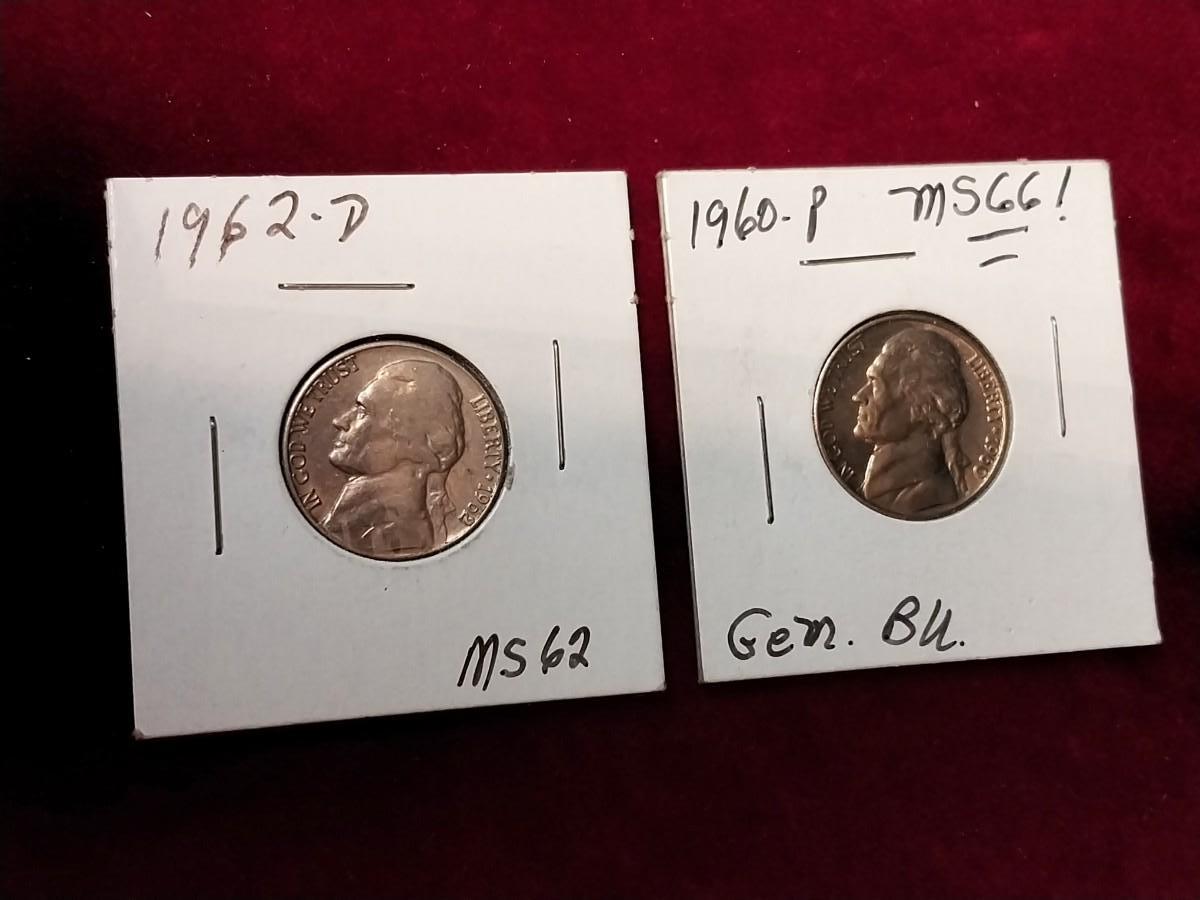 1962-D
IN GOD WE TRUST
LIBERTY · 1962
MS62
1960-P MS66!
IN GOD WE TRUST
LIBERTY · 1960
Gem. BU.